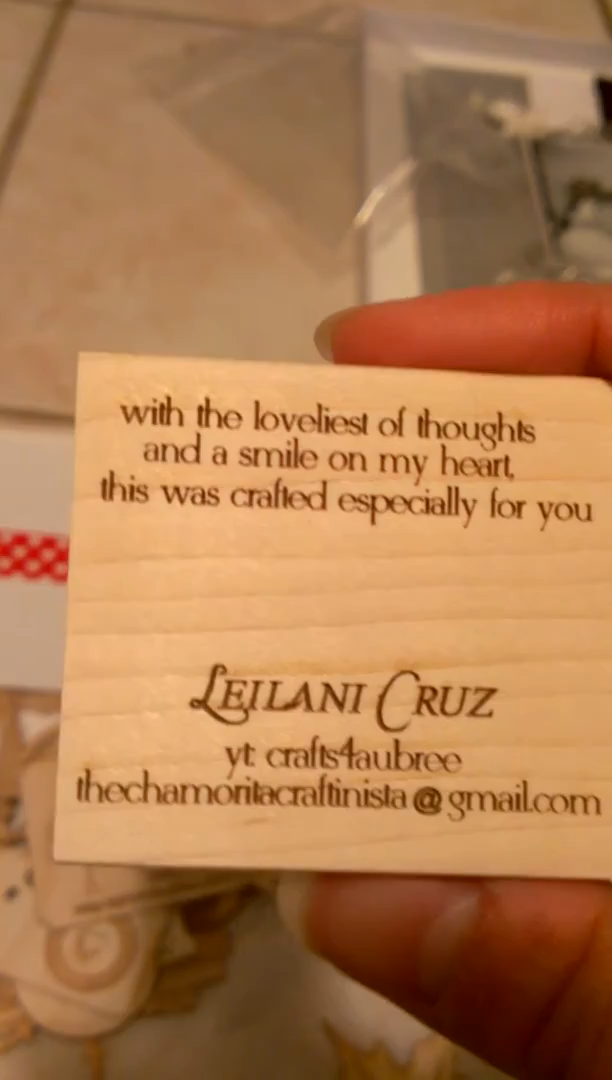 with the loveliest of thoughts
and a smile on my heart,
this was crafted especially for you
LEILANI CRUZ
yt: crafts4aubree
thechamoritacraftinista@gmail.com